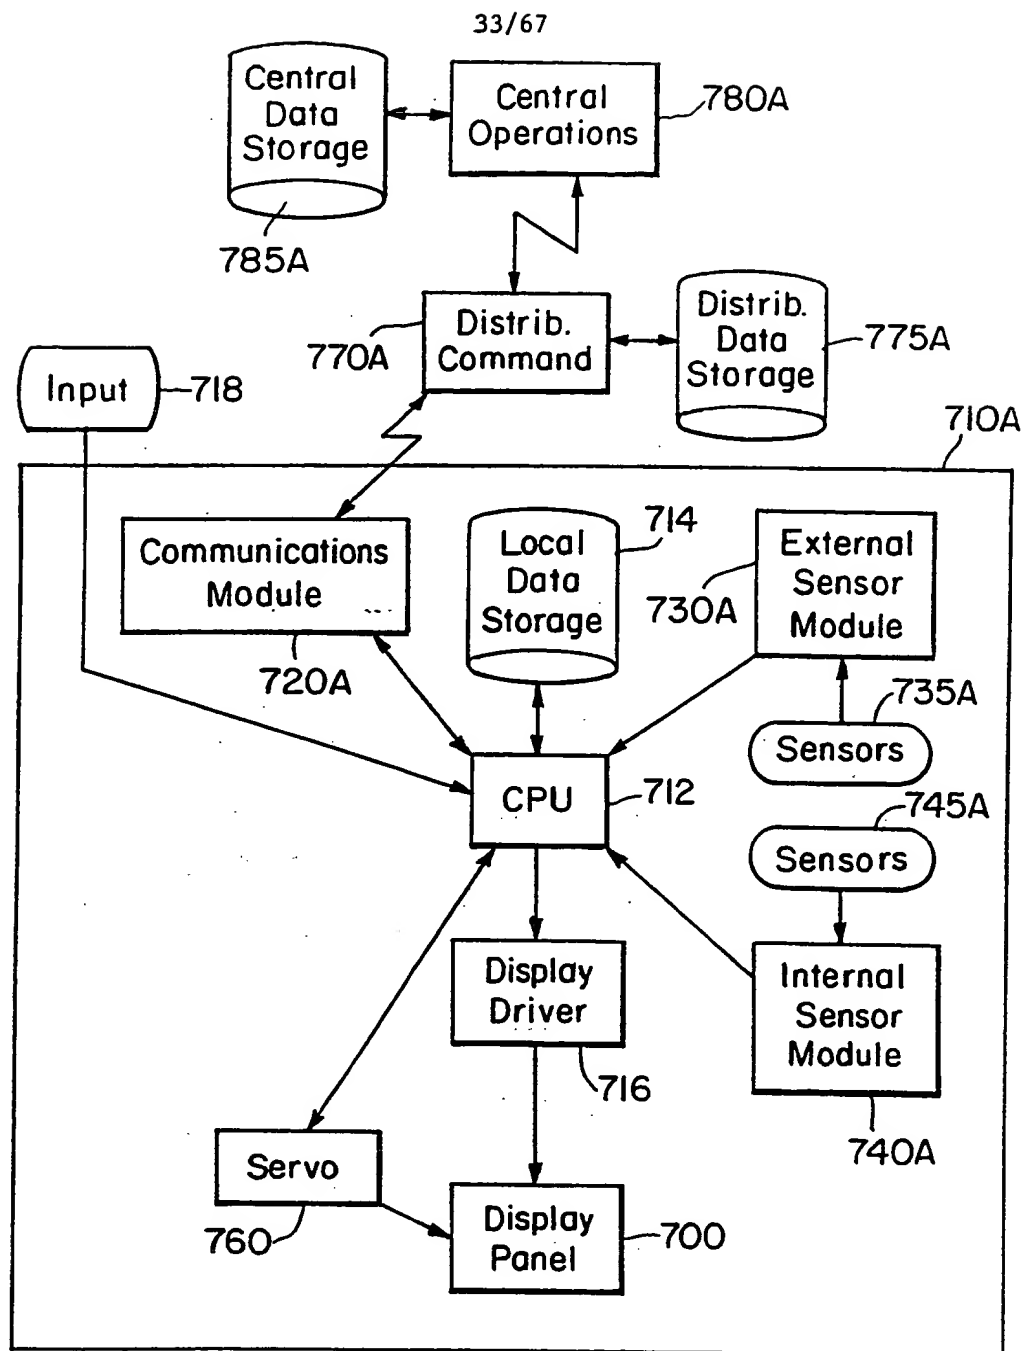 33/67
Central
Data
Storage
785A
Central
Operations
780A
Distrib.
Command
770A
Distrib.
Data
Storage
775A
Input
718
710A
Communications
Module
720A
Local
Data
Storage
714
External
Sensor
Module
730A
Sensors
735A
CPU
712
Sensors
745A
Display
Driver
716
Internal
Sensor
Module
740A
Servo
760
Display
Panel
700